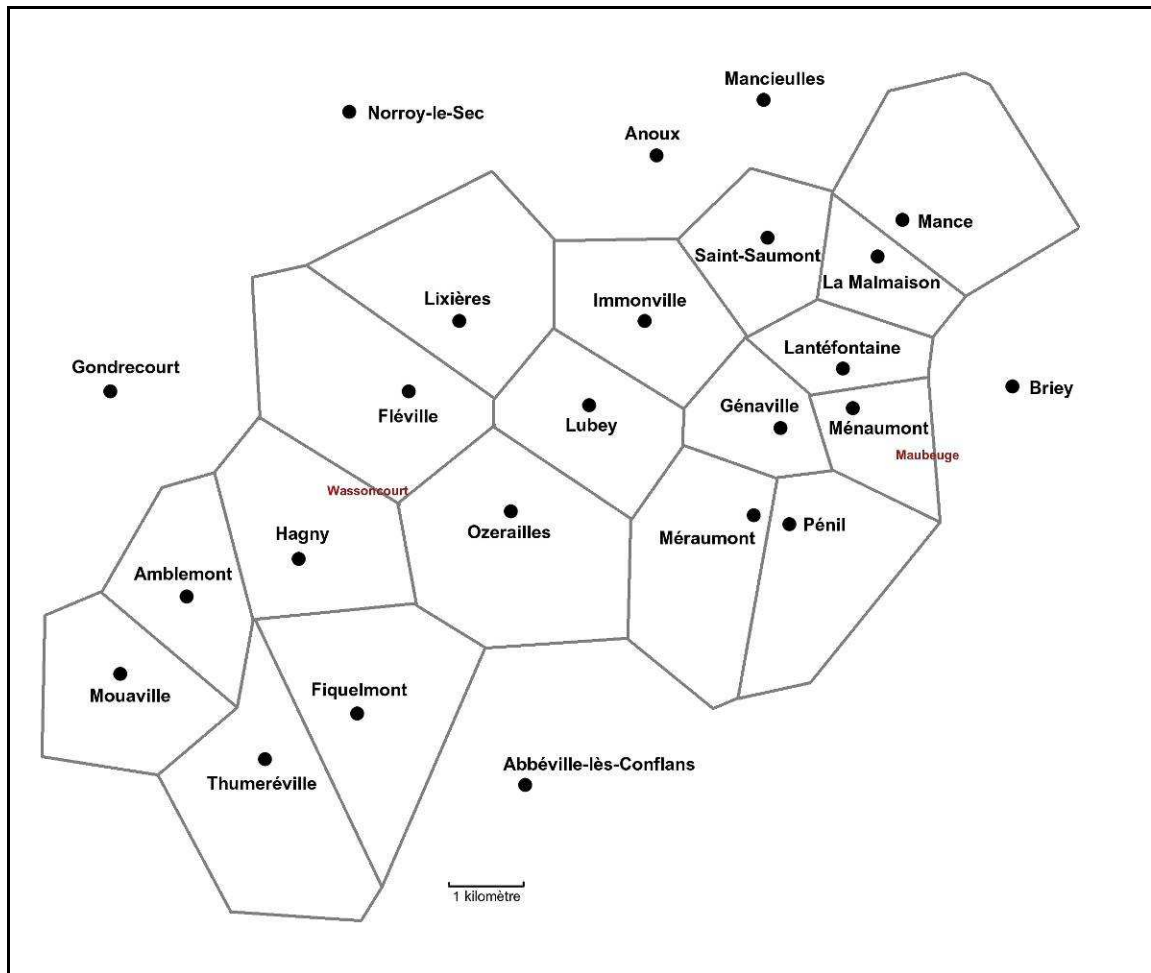 Mancieulles
Norroy-le-Sec
Anoux
Mance
Saint-Saumont
La Malmaison
Lixières
Immonville
Lantéfontaine
Gondrecourt
Briey
Fléville
Lubey
Génaville
Ménaumont
Maubeuge
Wassoncourt
Hagny
Ozerailles
Méraumont
Pénil
Amblemont
Mouaville
Fiquelmont
Abbéville-lès-Conflans
Thumeréville
1 kilomètre